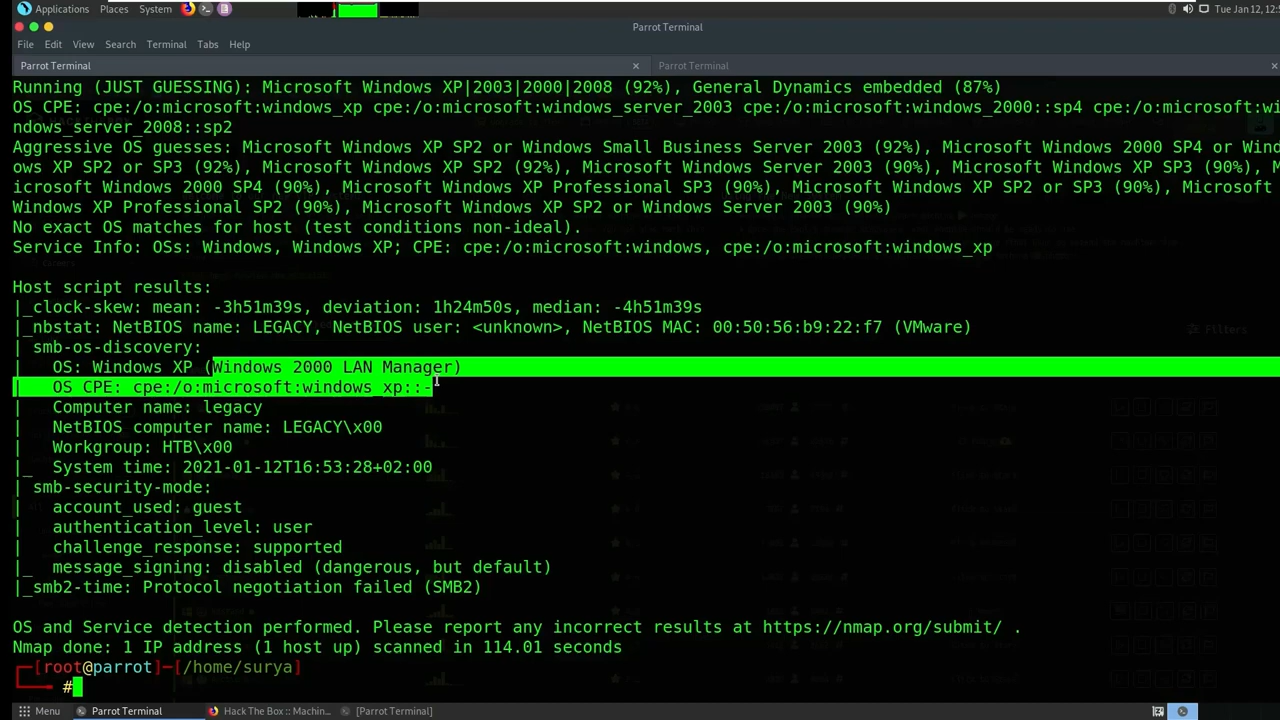 Applications Places System Tue Jan 12, 12:5
Parrot Terminal
File Edit View Search Terminal Tabs Help
Parrot Terminal × Parrot Terminal ×
Running (JUST GUESSING): Microsoft Windows XP|2003|2000|2008 (92%), General Dynamics embedded (87%)
OS CPE: cpe:/o:microsoft:windows_xp cpe:/o:microsoft:windows_server_2003 cpe:/o:microsoft:windows_2000::sp4 cpe:/o:microsoft:wi
ndows_server_2008::sp2
Aggressive OS guesses: Microsoft Windows XP SP2 or Windows Small Business Server 2003 (92%), Microsoft Windows 2000 SP4 or Wind
ows XP SP2 or SP3 (92%), Microsoft Windows XP SP2 (92%), Microsoft Windows Server 2003 (90%), Microsoft Windows XP SP3 (90%), M
icrosoft Windows 2000 SP4 (90%), Microsoft Windows XP Professional SP3 (90%), Microsoft Windows XP SP2 or SP3 (90%), Microsoft
Windows XP Professional SP2 (90%), Microsoft Windows XP SP2 or Windows Server 2003 (90%)
No exact OS matches for host (test conditions non-ideal).
Service Info: OSs: Windows, Windows XP; CPE: cpe:/o:microsoft:windows, cpe:/o:microsoft:windows_xp
Host script results:
|_clock-skew: mean: -3h51m39s, deviation: 1h24m50s, median: -4h51m39s
|_nbstat: NetBIOS name: LEGACY, NetBIOS user: <unknown>, NetBIOS MAC: 00:50:56:b9:22:f7 (VMware)
| smb-os-discovery:
|   OS: Windows XP (Windows 2000 LAN Manager)
|   OS CPE: cpe:/o:microsoft:windows_xp::-
|   Computer name: legacy
|   NetBIOS computer name: LEGACY\x00
|   Workgroup: HTB\x00
|_  System time: 2021-01-12T16:53:28+02:00
| smb-security-mode:
|   account_used: guest
|   authentication_level: user
|   challenge_response: supported
|_  message_signing: disabled (dangerous, but default)
|_smb2-time: Protocol negotiation failed (SMB2)
OS and Service detection performed. Please report any incorrect results at https://nmap.org/submit/ .
Nmap done: 1 IP address (1 host up) scanned in 114.01 seconds
[root@parrot]-[/home/surya]
#
Menu Parrot Terminal Hack The Box :: Machin... [Parrot Terminal]